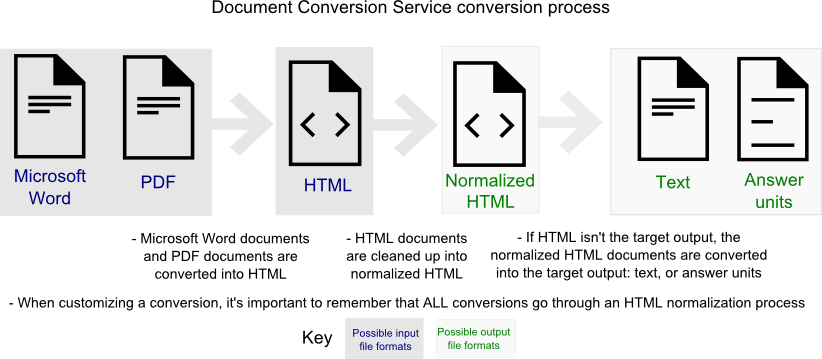 Document Conversion Service conversion process
Microsoft
Word
PDF
HTML
Normalized
HTML
Text
Answer
units
- Microsoft Word documents
and PDF documents are
converted into HTML
- HTML documents
are cleaned up into
normalized HTML
- If HTML isn't the target output, the
normalized HTML documents are converted
into the target output: text, or answer units
- When customizing a conversion, it's important to remember that ALL conversions go through an HTML normalization process
Key
Possible input
file formats
Possible output
file formats